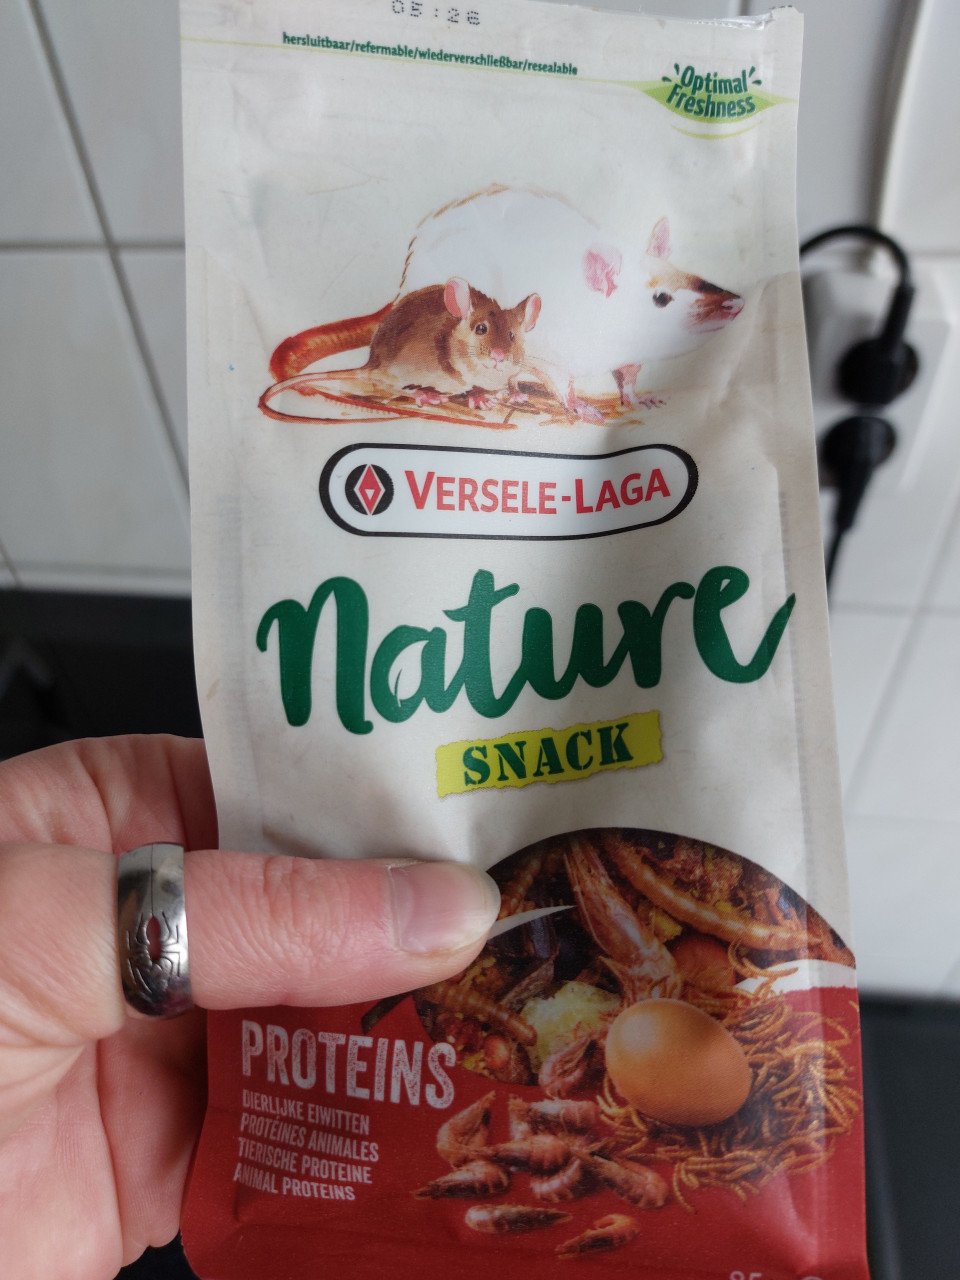 05:26
hersluitbaar/refermable/wiederverschließbar/resealable
Optimal
Freshness
VERSELE-LAGA
Nature
SNACK
PROTEINS
DIERLIJKE EIWITTEN
PROTÉINES ANIMALES
TIERISCHE PROTEINE
ANIMAL PROTEINS